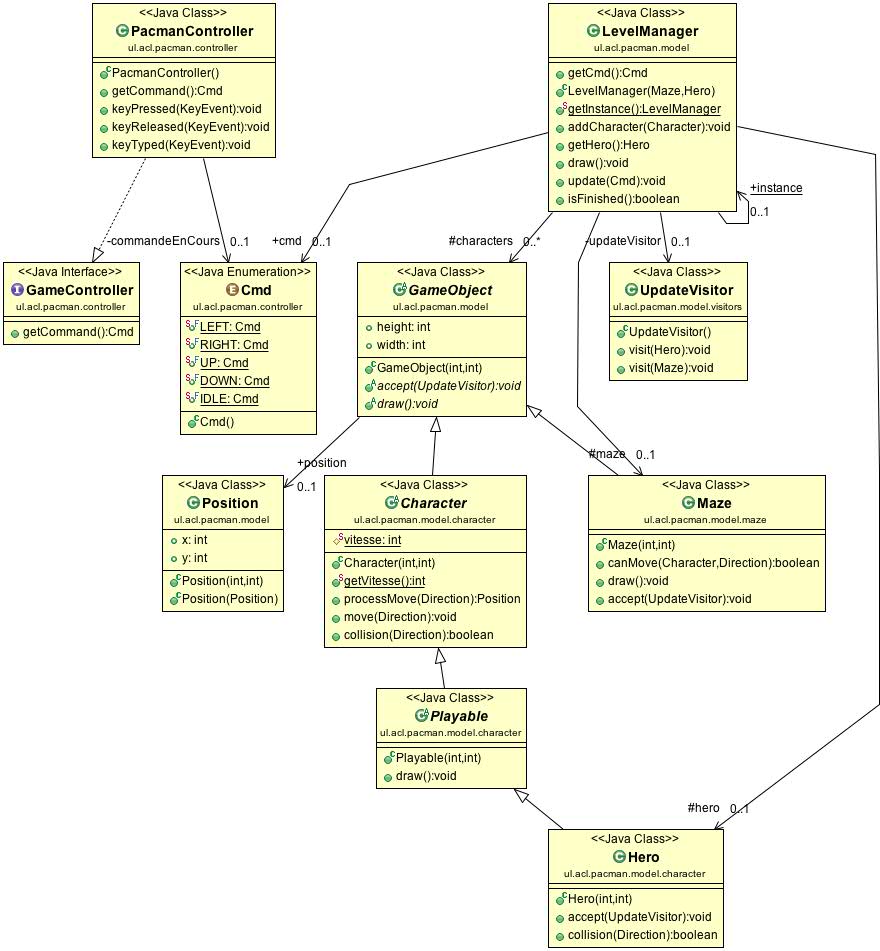 <<Java Class>>
PacmanController
ul.acl.pacman.controller
PacmanController()
getCommand():Cmd
keyPressed(KeyEvent):void
keyReleased(KeyEvent):void
keyTyped(KeyEvent):void
<<Java Class>>
LevelManager
ul.acl.pacman.model
getCmd():Cmd
LevelManager(Maze,Hero)
getInstance():LevelManager
addCharacter(Character):void
getHero():Hero
draw():void
update(Cmd):void
isFinished():boolean
+instance
0..1
-commandeEnCours
0..1
+cmd
0..1
#characters
0..*
-updateVisitor
0..1
<<Java Interface>>
GameController
ul.acl.pacman.controller
getCommand():Cmd
<<Java Enumeration>>
Cmd
ul.acl.pacman.controller
LEFT: Cmd
RIGHT: Cmd
UP: Cmd
DOWN: Cmd
IDLE: Cmd
Cmd()
<<Java Class>>
GameObject
ul.acl.pacman.model
height: int
width: int
GameObject(int,int)
accept(UpdateVisitor):void
draw():void
<<Java Class>>
UpdateVisitor
ul.acl.pacman.model.visitors
UpdateVisitor()
visit(Hero):void
visit(Maze):void
+position
0..1
#maze
0..1
<<Java Class>>
Position
ul.acl.pacman.model
x: int
y: int
Position(int,int)
Position(Position)
<<Java Class>>
Character
ul.acl.pacman.model.character
vitesse: int
Character(int,int)
getVitesse():int
processMove(Direction):Position
move(Direction):void
collision(Direction):boolean
<<Java Class>>
Maze
ul.acl.pacman.model.maze
Maze(int,int)
canMove(Character,Direction):boolean
draw():void
accept(UpdateVisitor):void
<<Java Class>>
Playable
ul.acl.pacman.model.character
Playable(int,int)
draw():void
#hero
0..1
<<Java Class>>
Hero
ul.acl.pacman.model.character
Hero(int,int)
accept(UpdateVisitor):void
collision(Direction):boolean